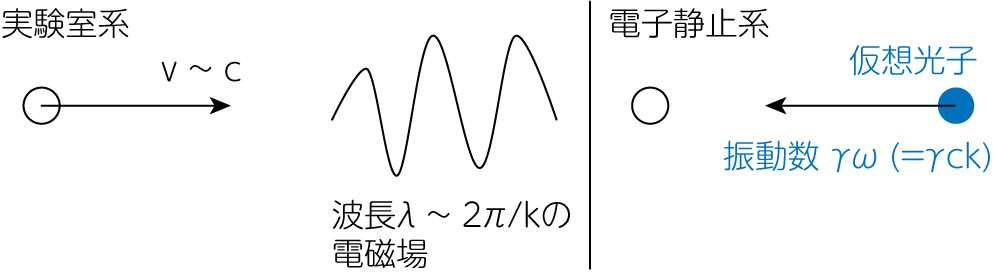 実験室系
v ~ c
波長λ ~ 2π/kの
電磁場
電子静止系
仮想光子
振動数 γω (=γck)